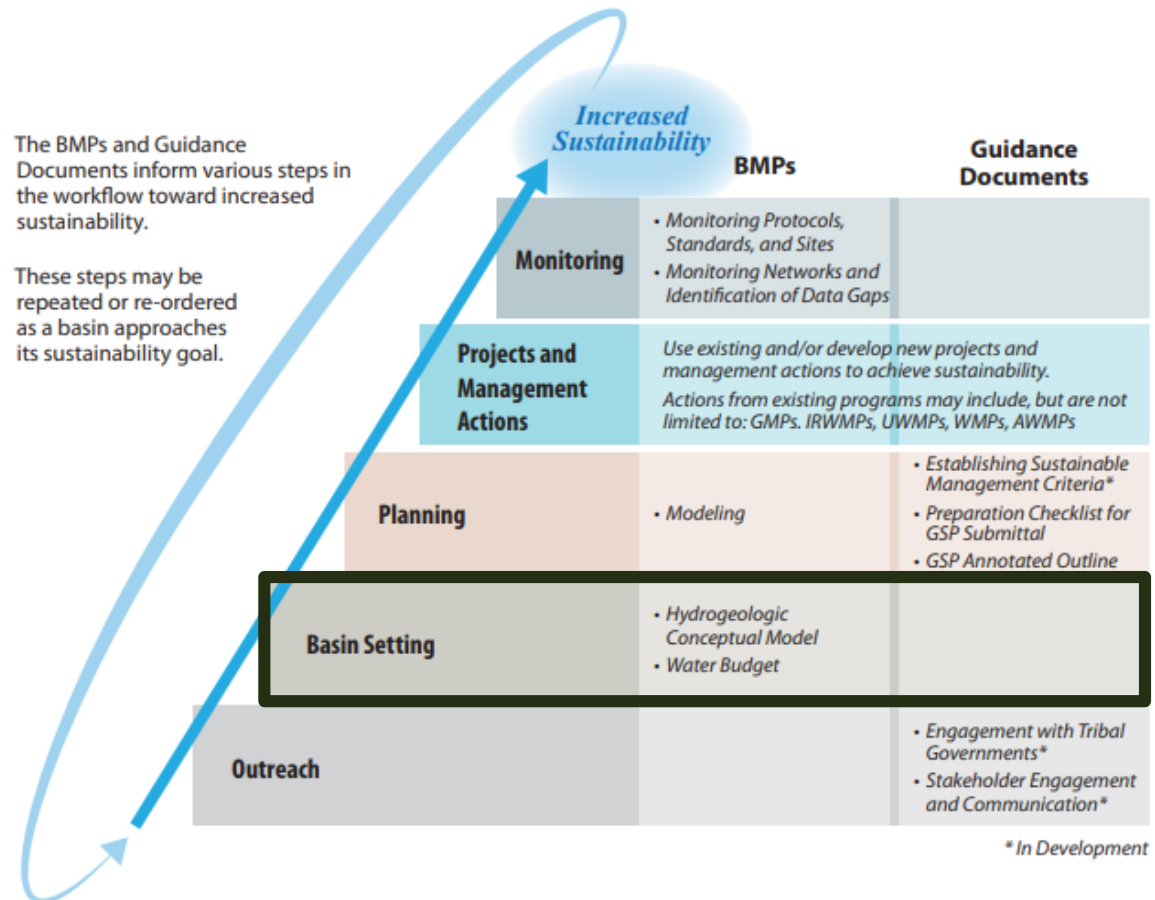 Increased
Sustainability
The BMPs and Guidance
Documents inform various steps in
the workflow toward increased
sustainability.
These steps may be
repeated or re-ordered
as a basin approaches
its sustainability goal.
BMPs
Guidance
Documents
Monitoring
• Monitoring Protocols,
Standards, and Sites
• Monitoring Networks and
Identification of Data Gaps
Projects and
Management
Actions
Use existing and/or develop new projects and
management actions to achieve sustainability.
Actions from existing programs may include, but are not
limited to: GMPs. IRWMPs, UWMPs, WMPs, AWMPs
Planning
• Modeling
• Establishing Sustainable
Management Criteria*
• Preparation Checklist for
GSP Submittal
• GSP Annotated Outline
Basin Setting
• Hydrogeologic
Conceptual Model
• Water Budget
Outreach
• Engagement with Tribal
Governments*
• Stakeholder Engagement
and Communication*
* In Development